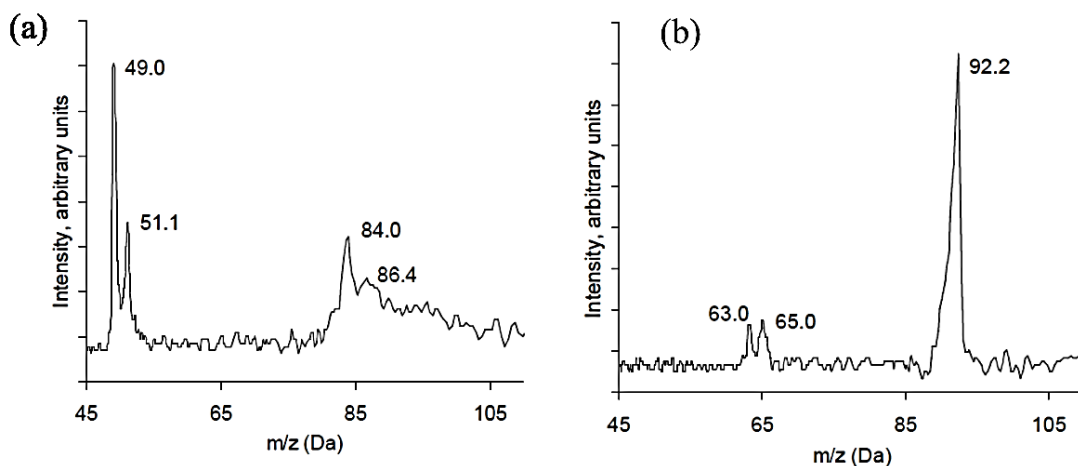 (a)
49.0
51.1
84.0
86.4
Intensity, arbitrary units
45 65 85 105
m/z (Da)
(b)
92.2
63.0 65.0
Intensity, arbitrary units
45 65 85 105
m/z (Da)